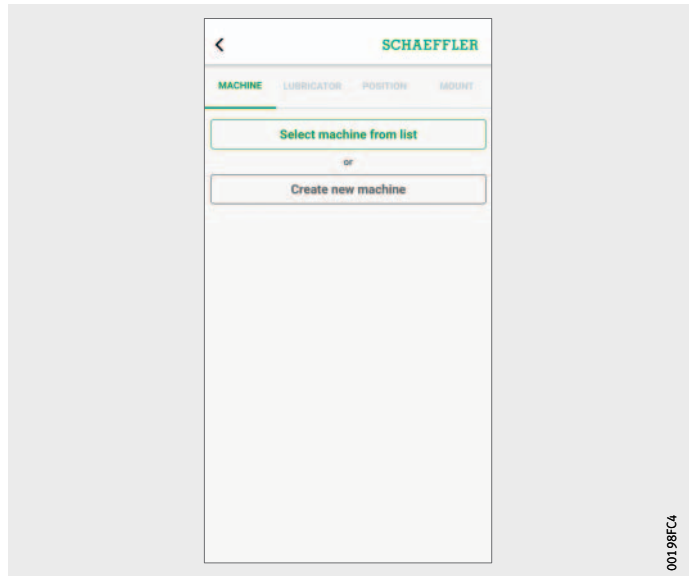 SCHAEFFLER
MACHINE LUBRICATOR POSITION MOUNT
Select machine from list
or
Create new machine
00198FC4